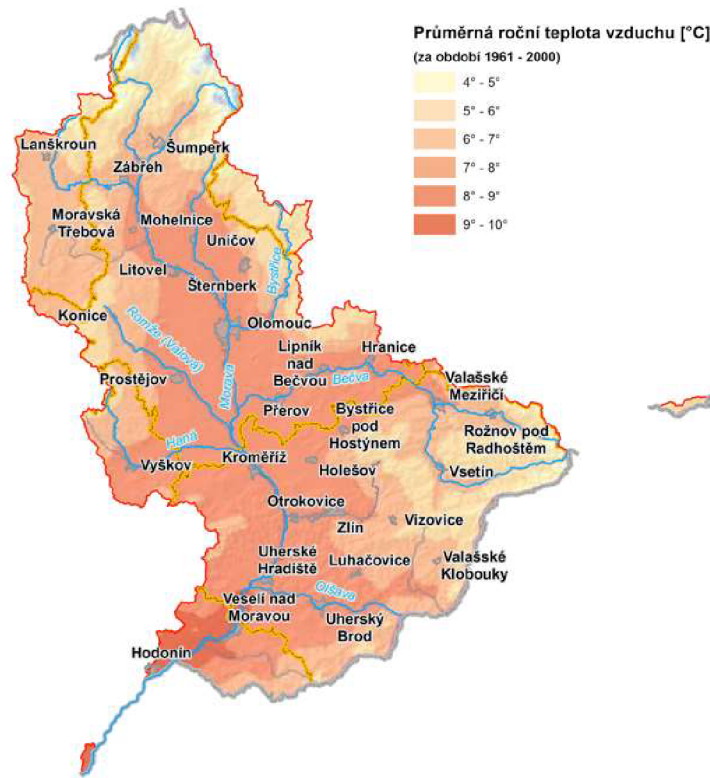 Průměrná roční teplota vzduchu [°C]
(za období 1961 - 2000)
4° - 5°
5° - 6°
6° - 7°
7° - 8°
8° - 9°
9° - 10°
Lanškroun
Šumperk
Zábřeh
Moravská
Třebová
Mohelnice
Uničov
Bystřice
Litovel
Šternberk
Konice
Romže (Valová)
Olomouc
Lipník
nad
Bečvou
Hranice
Prostějov
Morava
Bečva
Valašské
Meziříčí
Přerov
Bystřice
pod
Hostýnem
Rožnov pod
Radhoštěm
Haná
Vyškov
Kroměříž
Holešov
Vsetín
Otrokovice
Zlín
Vizovice
Uherské
Hradiště
Luhačovice
Valašské
Klobouky
Olšava
Veselí nad
Moravou
Uherský
Brod
Hodonín